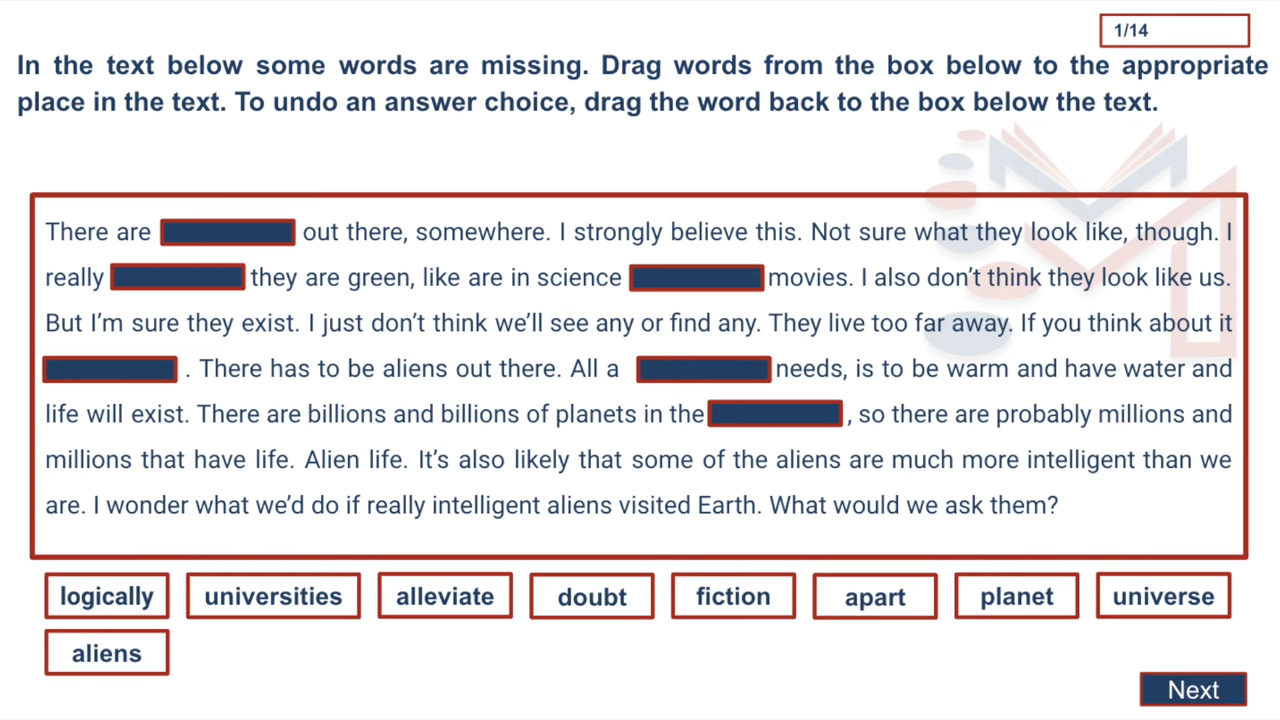 1/14
In the text below some words are missing. Drag words from the box below to the appropriate
place in the text. To undo an answer choice, drag the word back to the box below the text.
There are out there, somewhere. I strongly believe this. Not sure what they look like, though. I
really they are green, like are in science movies. I also don’t think they look like us.
But I’m sure they exist. I just don’t think we’ll see any or find any. They live too far away. If you think about it
. There has to be aliens out there. All a needs, is to be warm and have water and
life will exist. There are billions and billions of planets in the , so there are probably millions and
millions that have life. Alien life. It’s also likely that some of the aliens are much more intelligent than we
are. I wonder what we’d do if really intelligent aliens visited Earth. What would we ask them?
logically universities alleviate doubt fiction apart planet universe
aliens
Next